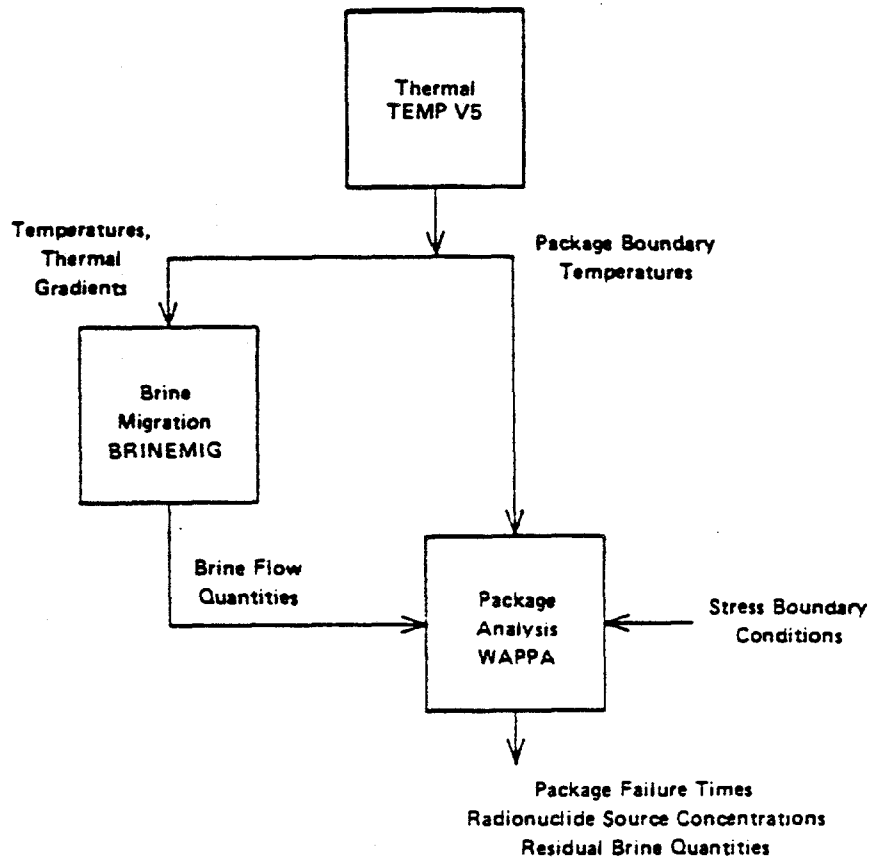 Thermal
TEMP V5
Temperatures,
Thermal
Gradients
Package Boundary
Temperatures
Brine
Migration
BRINEMIG
Brine Flow
Quantities
Package
Analysis
WAPPA
Stress Boundary
Conditions
Package Failure Times
Radionuclide Source Concentrations
Residual Brine Quantities